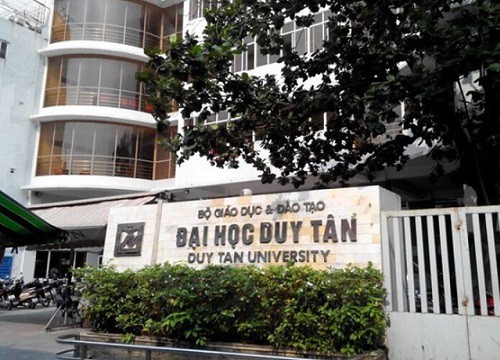 BỘ GIÁO DỤC & ĐÀO TẠO
ĐẠI HỌC DUY TÂN
DUY TAN UNIVERSITY